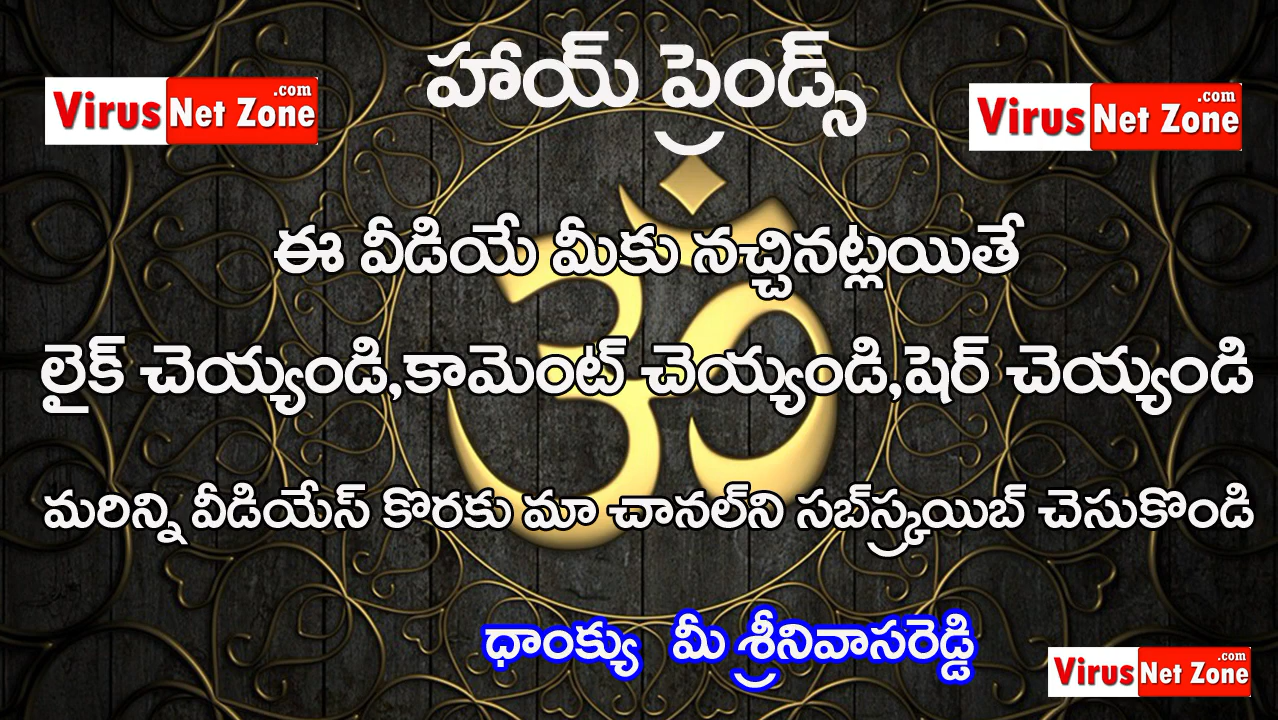 హాయ్ ప్రెండ్స్
Virus Net Zone .com
Virus Net Zone .com
ఈ వీడియే మీకు నచ్చినట్లయితే
లైక్ చెయ్యండి,కామెంట్ చెయ్యండి,షెర్ చెయ్యండి
మరిన్ని వీడియేస్ కొరకు మా చానల్‌ని సబ్‌స్క్రయిబ్ చెసుకొండి
ధాంక్యు మీ శ్రీనివాసరెడ్డి
Virus Net Zone .com